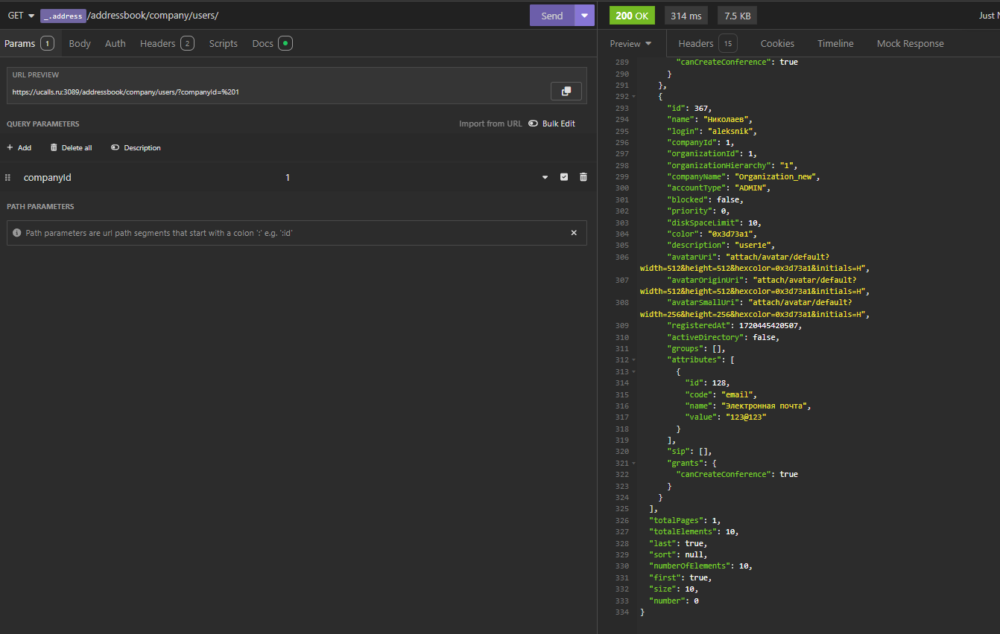 GET _.address /addressbook/company/users/ Send
Params 1 Body Auth Headers 2 Scripts Docs
URL PREVIEW
https://ucalls.ru:3089/addressbook/company/users/?companyId=%201
QUERY PARAMETERS Import from URL Bulk Edit
+ Add Delete all Description
companyId 1
PATH PARAMETERS
Path parameters are url path segments that start with a colon ':' e.g. ':id'
200 OK 314 ms 7.5 KB Just
Preview Headers 15 Cookies Timeline Mock Response
289 "canCreateConference": true
290 }
291 },
292 {
293 "id": 367,
294 "name": "Николаев",
295 "login": "aleksnik",
296 "companyId": 1,
297 "organizationId": 1,
298 "organizationHierarchy": "1",
299 "companyName": "Organization_new",
300 "accountType": "ADMIN",
301 "blocked": false,
302 "priority": 0,
303 "diskSpaceLimit": 10,
304 "color": "0x3d73a1",
305 "description": "user1e",
306 "avatarUri": "attach/avatar/default?
width=512&height=512&hexcolor=0x3d73a1&initials=Н",
307 "avatarOriginUri": "attach/avatar/default?
width=512&height=512&hexcolor=0x3d73a1&initials=Н",
308 "avatarSmallUri": "attach/avatar/default?
width=256&height=256&hexcolor=0x3d73a1&initials=Н",
309 "registeredAt": 1720445420507,
310 "activeDirectory": false,
311 "groups": [],
312 "attributes": [
313 {
314 "id": 128,
315 "code": "email",
316 "name": "Электронная почта",
317 "value": "123@123"
318 }
319 ],
320 "sip": [],
321 "grants": {
322 "canCreateConference": true
323 }
324 }
325 ],
326 "totalPages": 1,
327 "totalElements": 10,
328 "last": true,
329 "sort": null,
330 "numberOfElements": 10,
331 "first": true,
332 "size": 10,
333 "number": 0
334 }